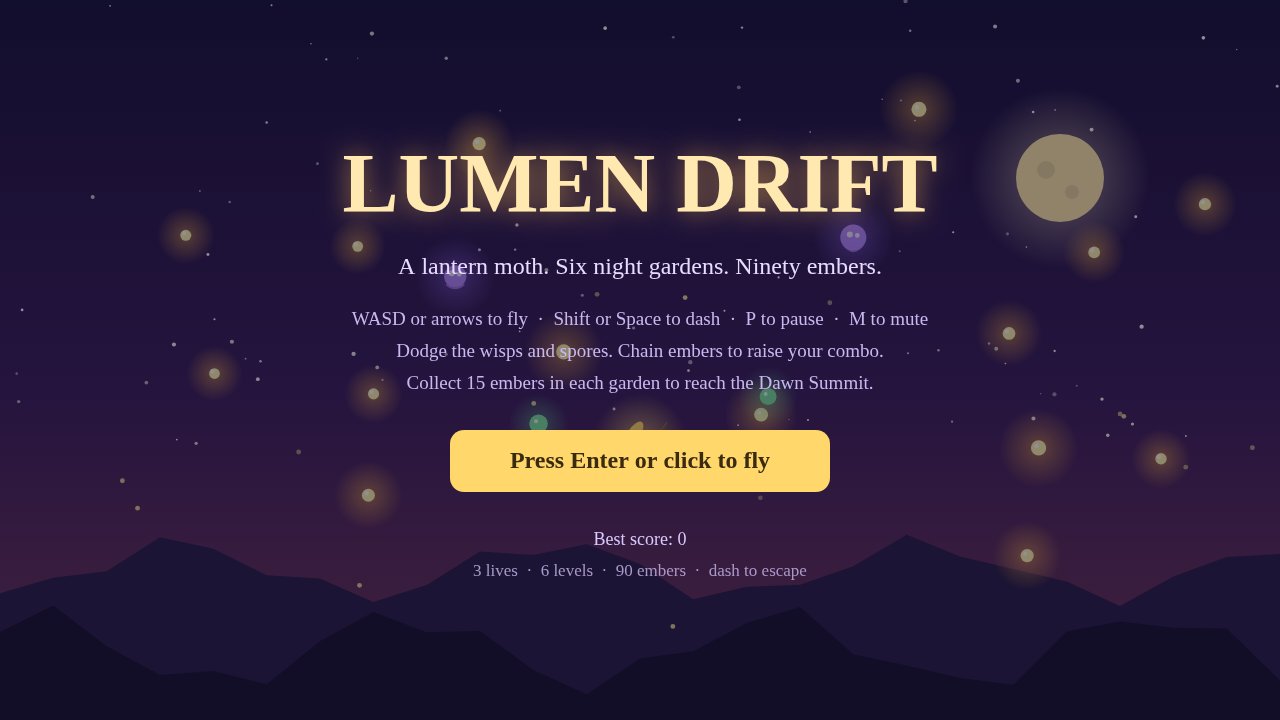 LUMEN DRIFT
A lantern moth. Six night gardens. Ninety embers.
WASD or arrows to fly · Shift or Space to dash · P to pause · M to mute
Dodge the wisps and spores. Chain embers to raise your combo.
Collect 15 embers in each garden to reach the Dawn Summit.
Press Enter or click to fly
Best score: 0
3 lives · 6 levels · 90 embers · dash to escape